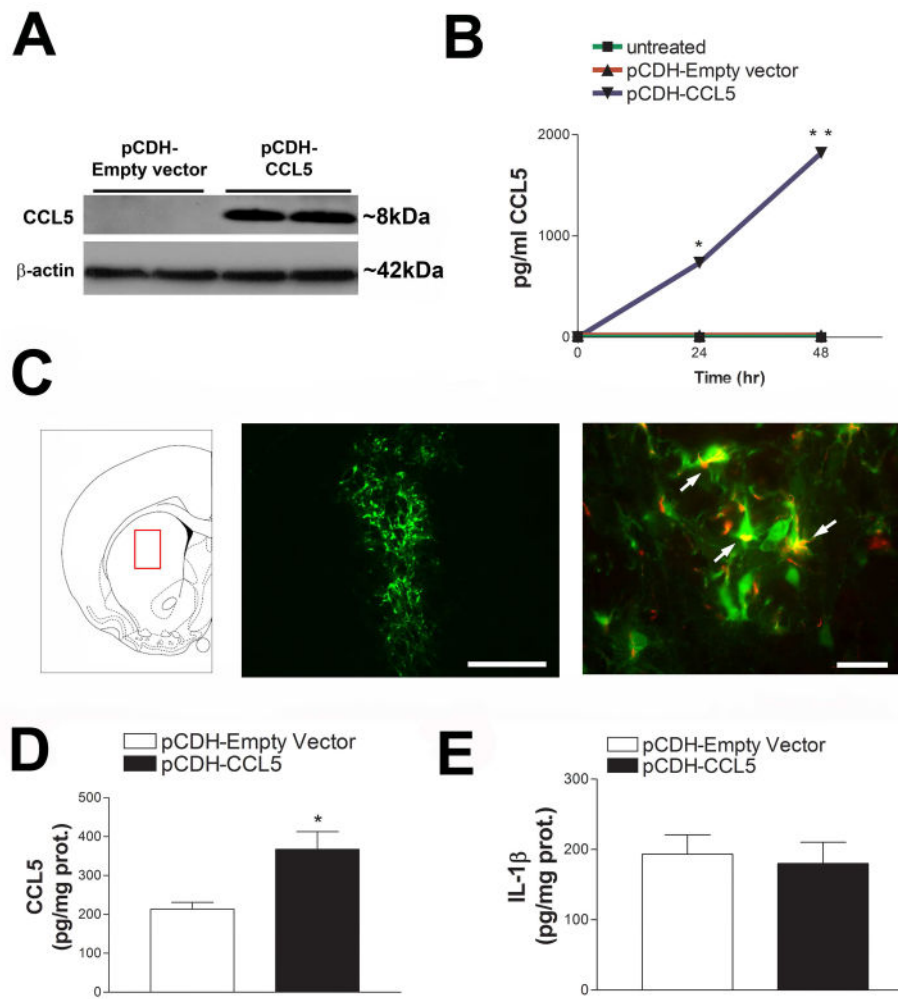 A
pCDH-
Empty vector
pCDH-
CCL5
CCL5
~8kDa
β-actin
~42kDa
B
untreated
pCDH-Empty vector
pCDH-CCL5
pg/ml CCL5
2000
1000
0
* *
*
0
24
48
Time (hr)
C
D
pCDH-Empty Vector
pCDH-CCL5
CCL5
(pg/mg prot.)
500
400
300
200
100
0
*
E
pCDH-Empty Vector
pCDH-CCL5
IL-1β
(pg/mg prot.)
300
200
100
0